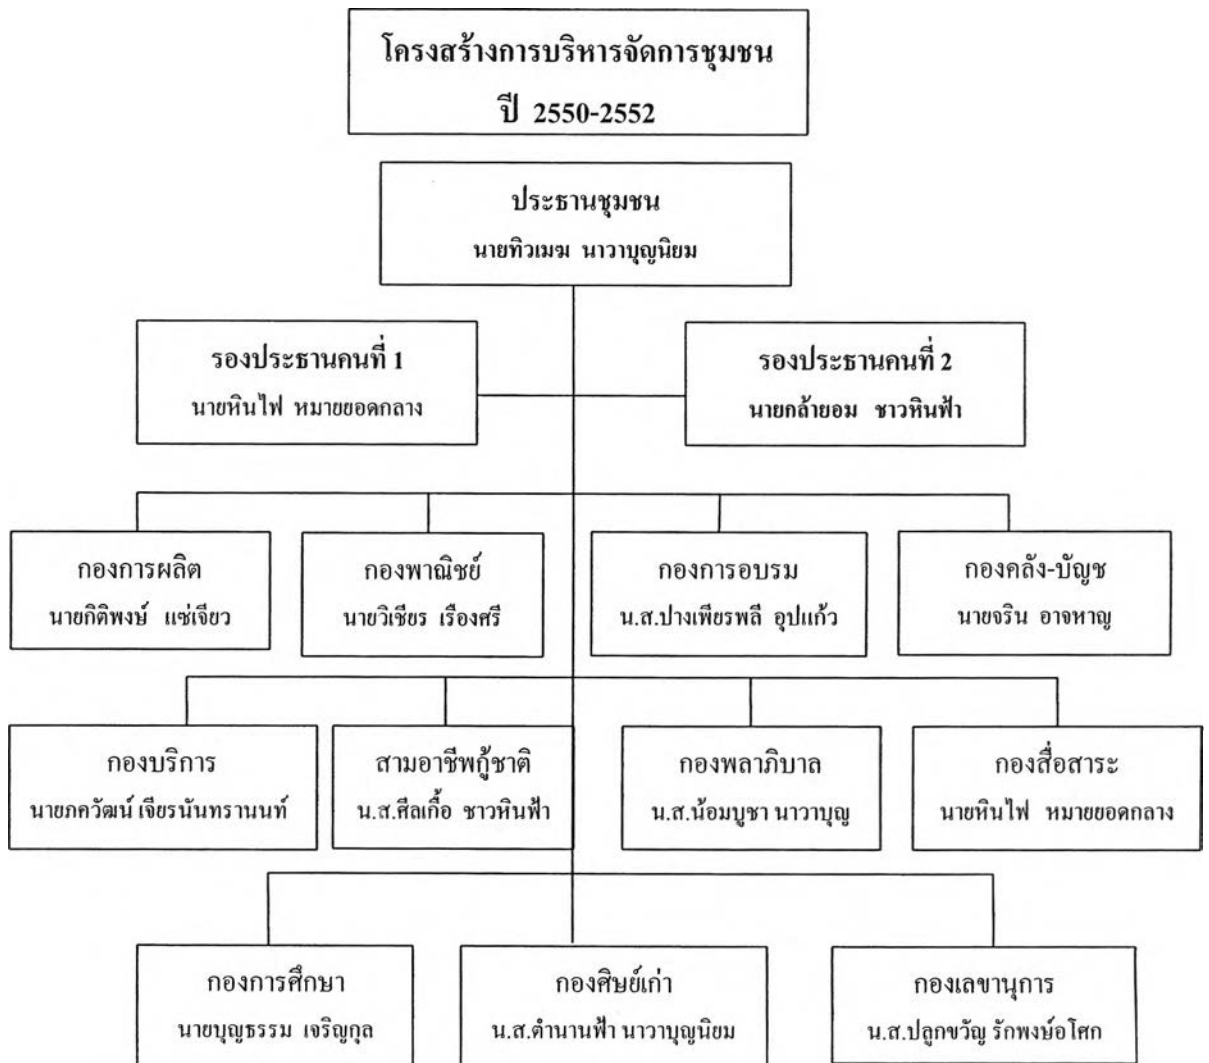 โครงสร้างการบริหารจัดการชุมชน
ปี 2550-2552
ประธานชุมชน
นายทิวเมฆ นาวาบุญนิยม
รองประธานคนที่ 1
นายหินไฟ หมายยอดกลาง
รองประธานคนที่ 2
นายกล้ายอม ชาวหินฟ้า
กองการผลิต
นายกิติพงษ์ แซ่เจียว
กองพาณิชย์
นายวิเชียร เรืองศรี
กองการอบรม
น.ส.ปางเพียรพลี อุปแก้ว
กองคลัง-บัญช
นายจริน อาจหาญ
กองบริการ
นายภควัฒน์ เจียรนันทรานนท์
สามอาชีพกู้ชาติ
น.ส.ศีลเกื้อ ชาวหินฟ้า
กองพลาภิบาล
น.ส.น้อมบูชา นาวาบุญ
กองสื่อสาระ
นายหินไฟ หมายยอดกลาง
กองการศึกษา
นายบุญธรรม เจริญกุล
กองศิษย์เก่า
น.ส.ตำนานฟ้า นาวาบุญนิยม
กองเลขานุการ
น.ส.ปลูกขวัญ รักพงษ์อโศก